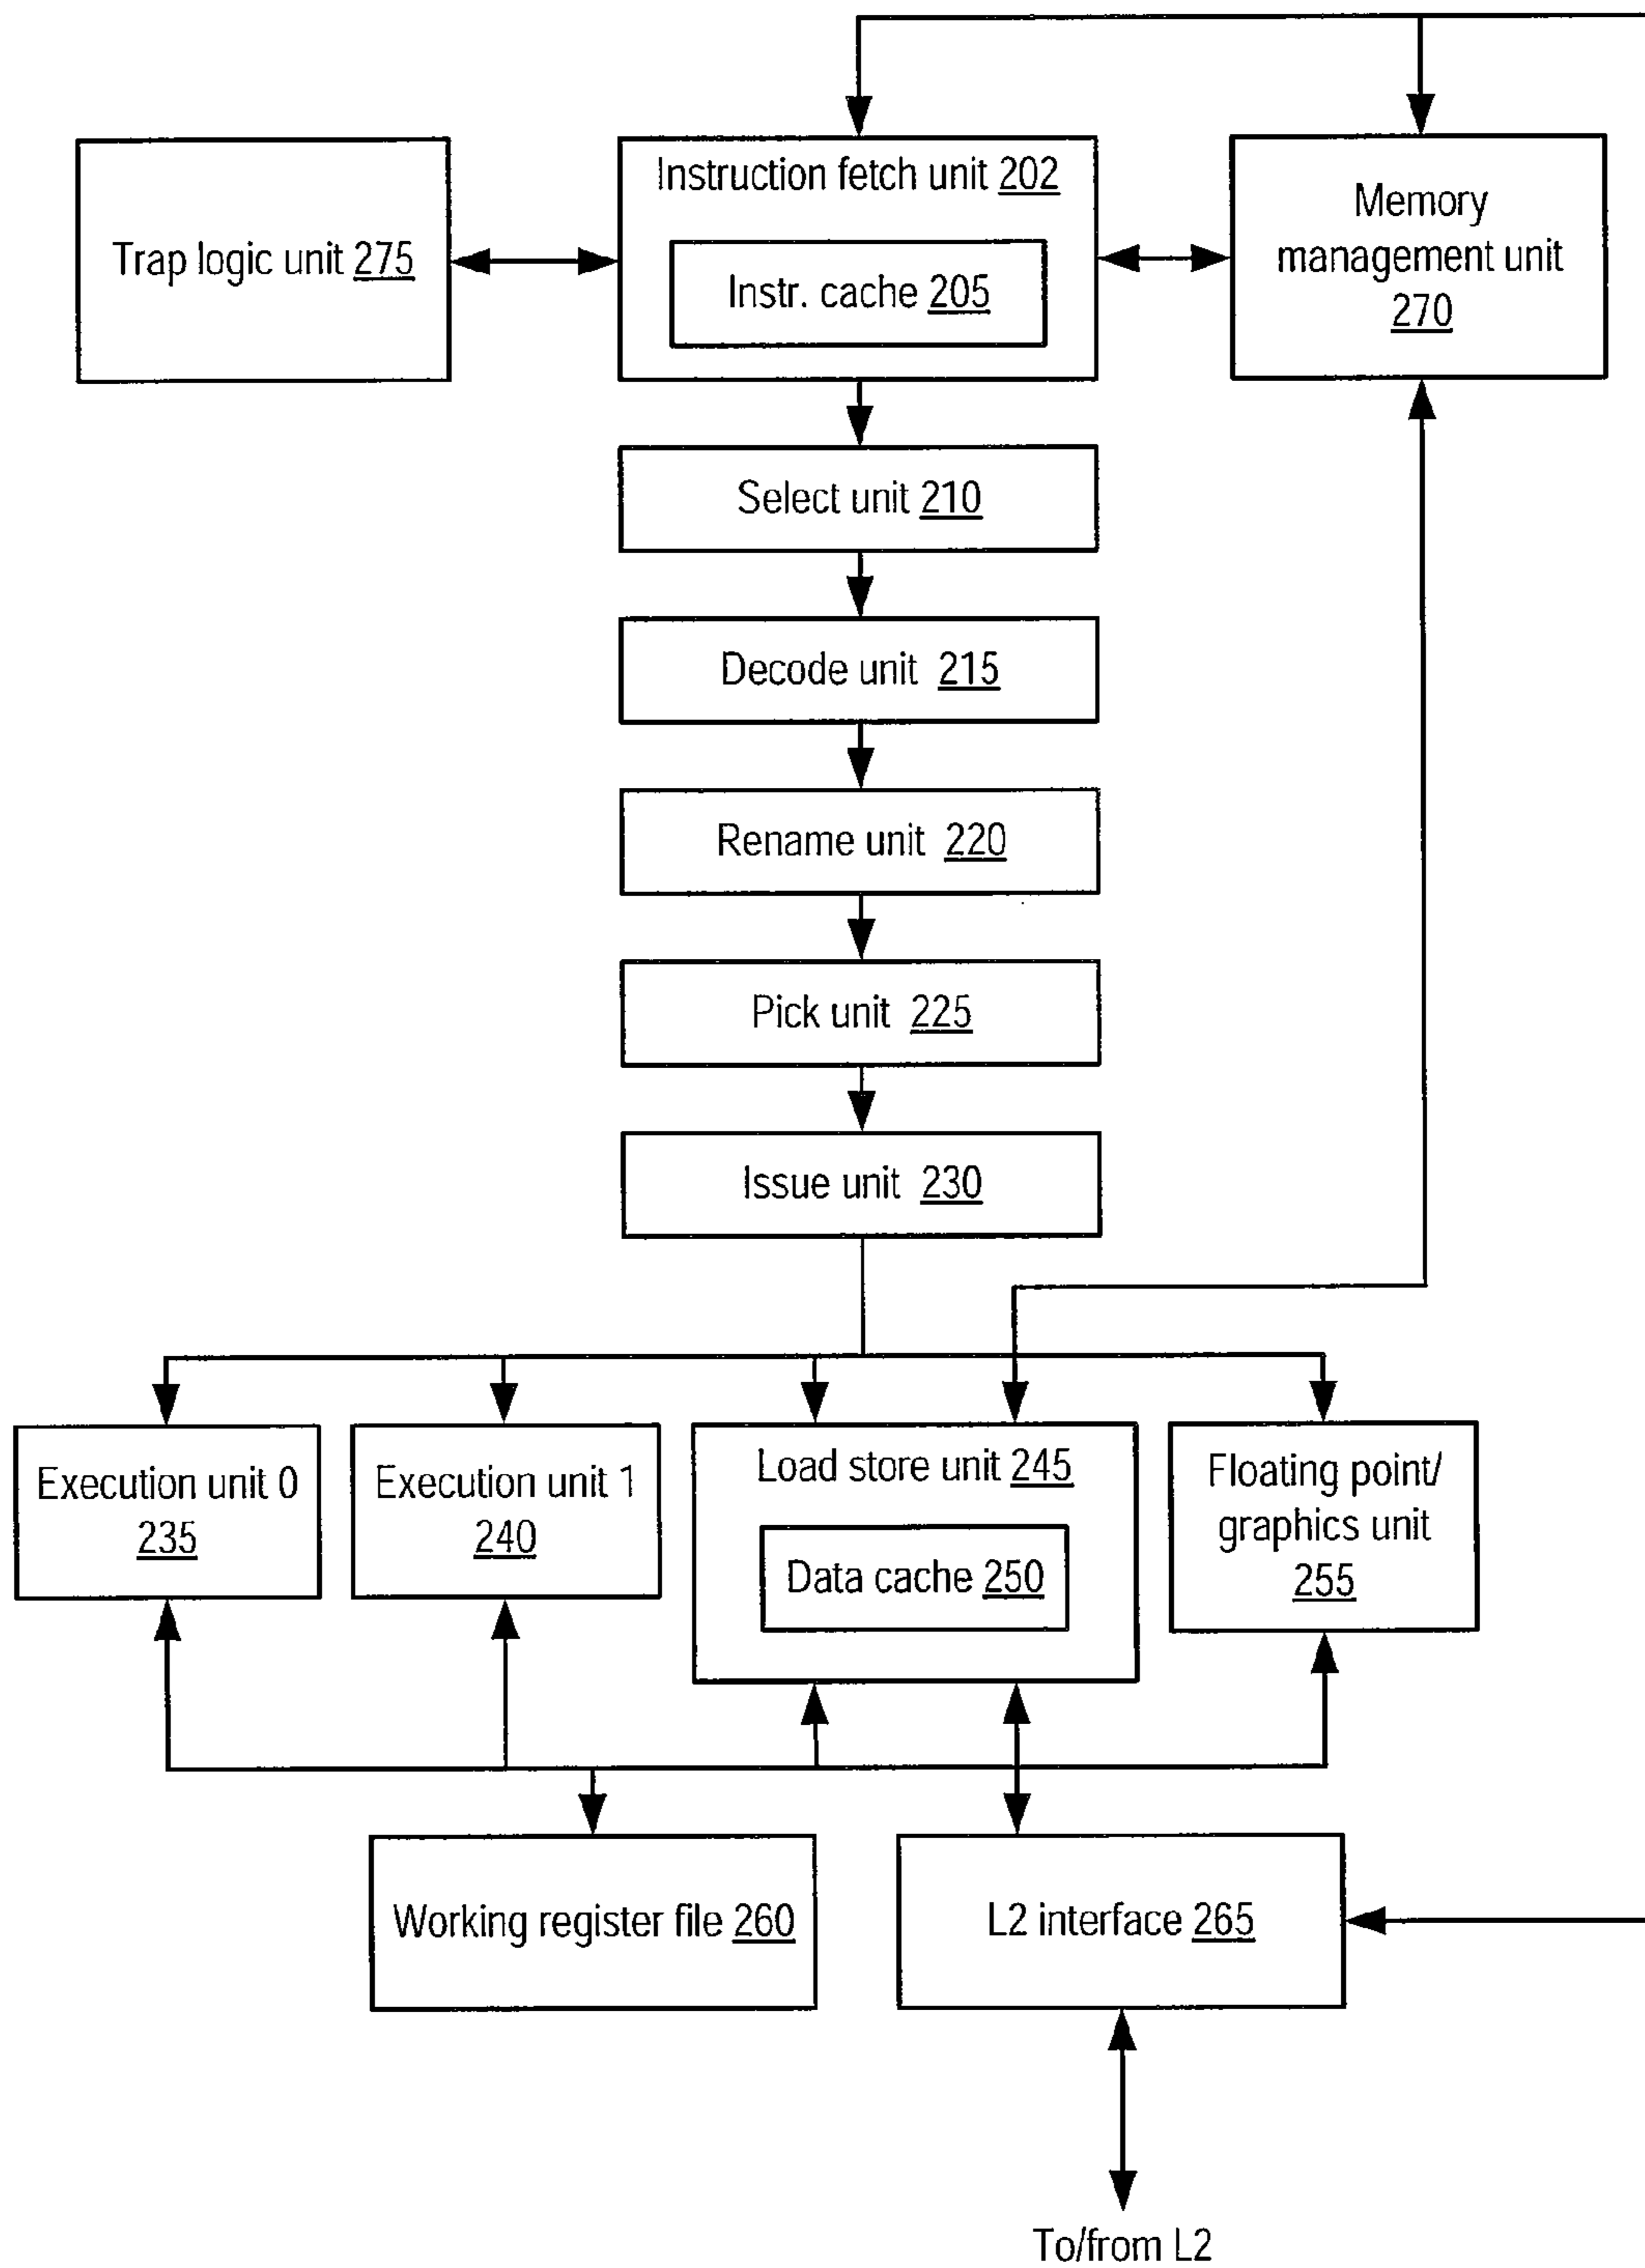 Trap logic unit 275
Instruction fetch unit 202
Instr. cache 205
Memory
management unit
270
Select unit 210
Decode unit 215
Rename unit 220
Pick unit 225
Issue unit 230
Execution unit 0
235
Execution unit 1
240
Load store unit 245
Data cache 250
Floating point/
graphics unit
255
Working register file 260
L2 interface 265
To/from L2